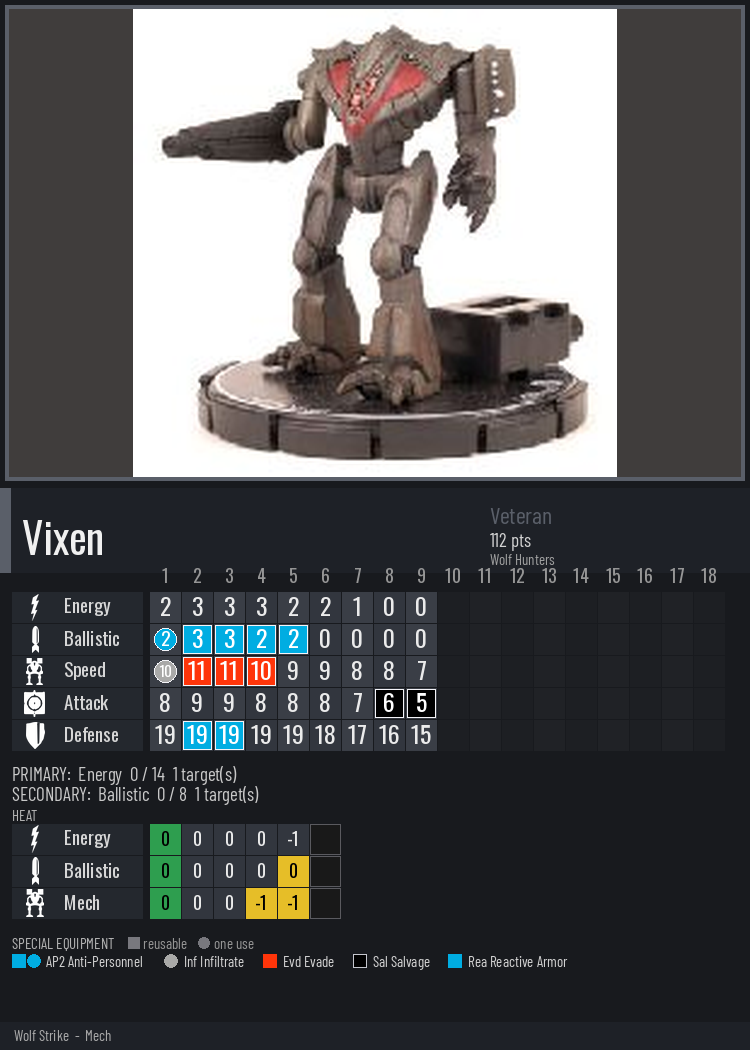 Vixen
Veteran
112 pts
Wolf Hunters
1 2 3 4 5 6 7 8 9 10 11 12 13 14 15 16 17 18
Energy 2 3 3 3 2 2 1 0 0
Ballistic 2 3 3 2 2 0 0 0 0
Speed 10 11 11 10 9 9 8 8 7
Attack 8 9 9 8 8 8 7 6 5
Defense 19 19 19 19 19 18 17 16 15
PRIMARY: Energy 0 / 14 1 target(s)
SECONDARY: Ballistic 0 / 8 1 target(s)
HEAT
Energy 0 0 0 0 -1
Ballistic 0 0 0 0 0
Mech 0 0 0 -1 -1
SPECIAL EQUIPMENT reusable one use
AP2 Anti-Personnel Inf Infiltrate Evd Evade Sal Salvage Rea Reactive Armor
Wolf Strike - Mech